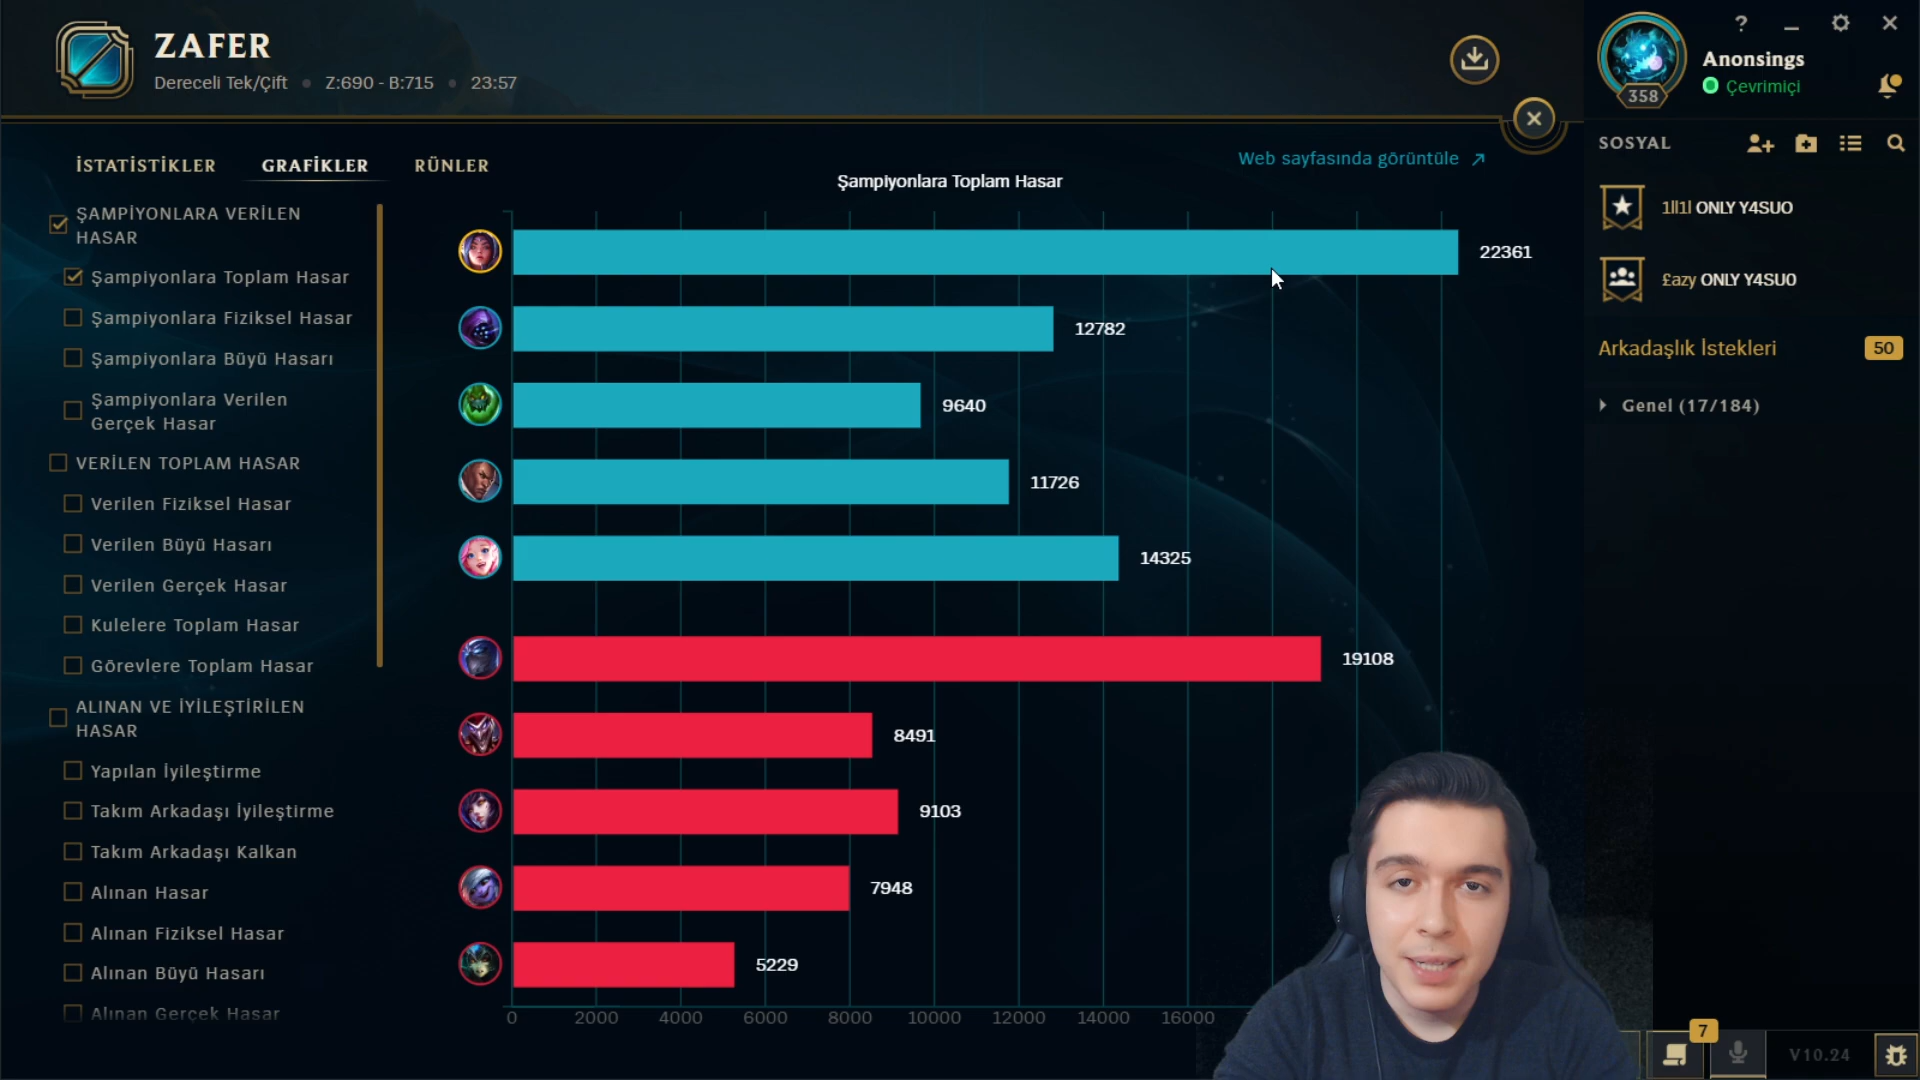 ZAFER
Dereceli Tek/Çift • Z:690 - B:715 • 23:57
İSTATİSTİKLER GRAFİKLER RÜNLER
Web sayfasında görüntüle
ŞAMPİYONLARA VERİLEN
HASAR
Şampiyonlara Toplam Hasar
Şampiyonlara Fiziksel Hasar
Şampiyonlara Büyü Hasarı
Şampiyonlara Verilen
Gerçek Hasar
VERİLEN TOPLAM HASAR
Verilen Fiziksel Hasar
Verilen Büyü Hasarı
Verilen Gerçek Hasar
Kulelere Toplam Hasar
Görevlere Toplam Hasar
ALINAN VE İYİLEŞTİRİLEN
HASAR
Yapılan İyileştirme
Takım Arkadaşı İyileştirme
Takım Arkadaşı Kalkan
Alınan Hasar
Alınan Fiziksel Hasar
Alınan Büyü Hasarı
Alınan Gerçek Hasar
Şampiyonlara Toplam Hasar
22361
12782
9640
11726
14325
19108
8491
9103
7948
5229
0 2000 4000 6000 8000 10000 12000 14000 16000
?
358
Anonsings
Çevrimiçi
SOSYAL
1ll1l ONLY Y4SUO
£azy ONLY Y4SUO
Arkadaşlık İstekleri 50
Genel (17/184)
7
V10.24